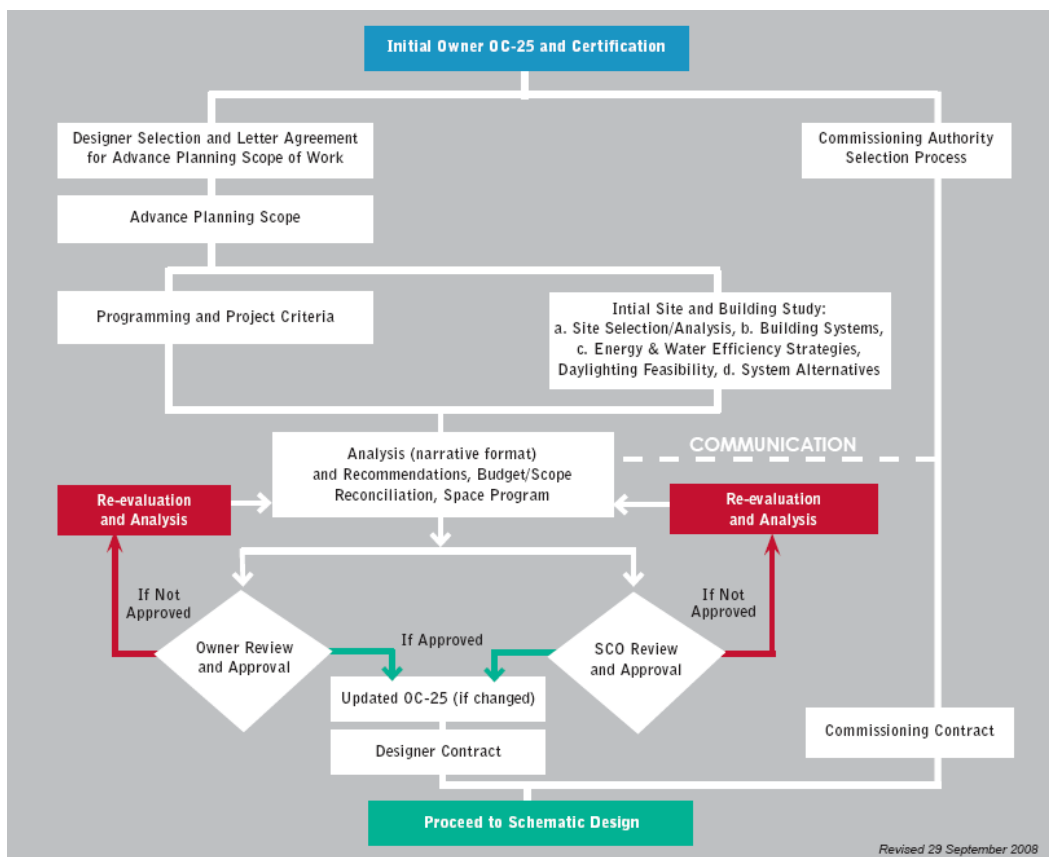 Initial Owner OC-25 and Certification
Designer Selection and Letter Agreement
for Advance Planning Scope of Work
Commissioning Authority
Selection Process
Advance Planning Scope
Programming and Project Criteria
Intial Site and Building Study:
a. Site Selection/Analysis, b. Building Systems,
c. Energy & Water Efficiency Strategies,
Daylighting Feasibility, d. System Alternatives
Analysis (narrative format)
and Recommendations, Budget/Scope
Reconciliation, Space Program
COMMUNICATION
Re-evaluation
and Analysis
Re-evaluation
and Analysis
If Not
Approved
If Not
Approved
Owner Review
and Approval
If Approved
SCO Review
and Approval
Updated OC-25 (if changed)
Designer Contract
Commissioning Contract
Proceed to Schematic Design
Revised 29 September 2008